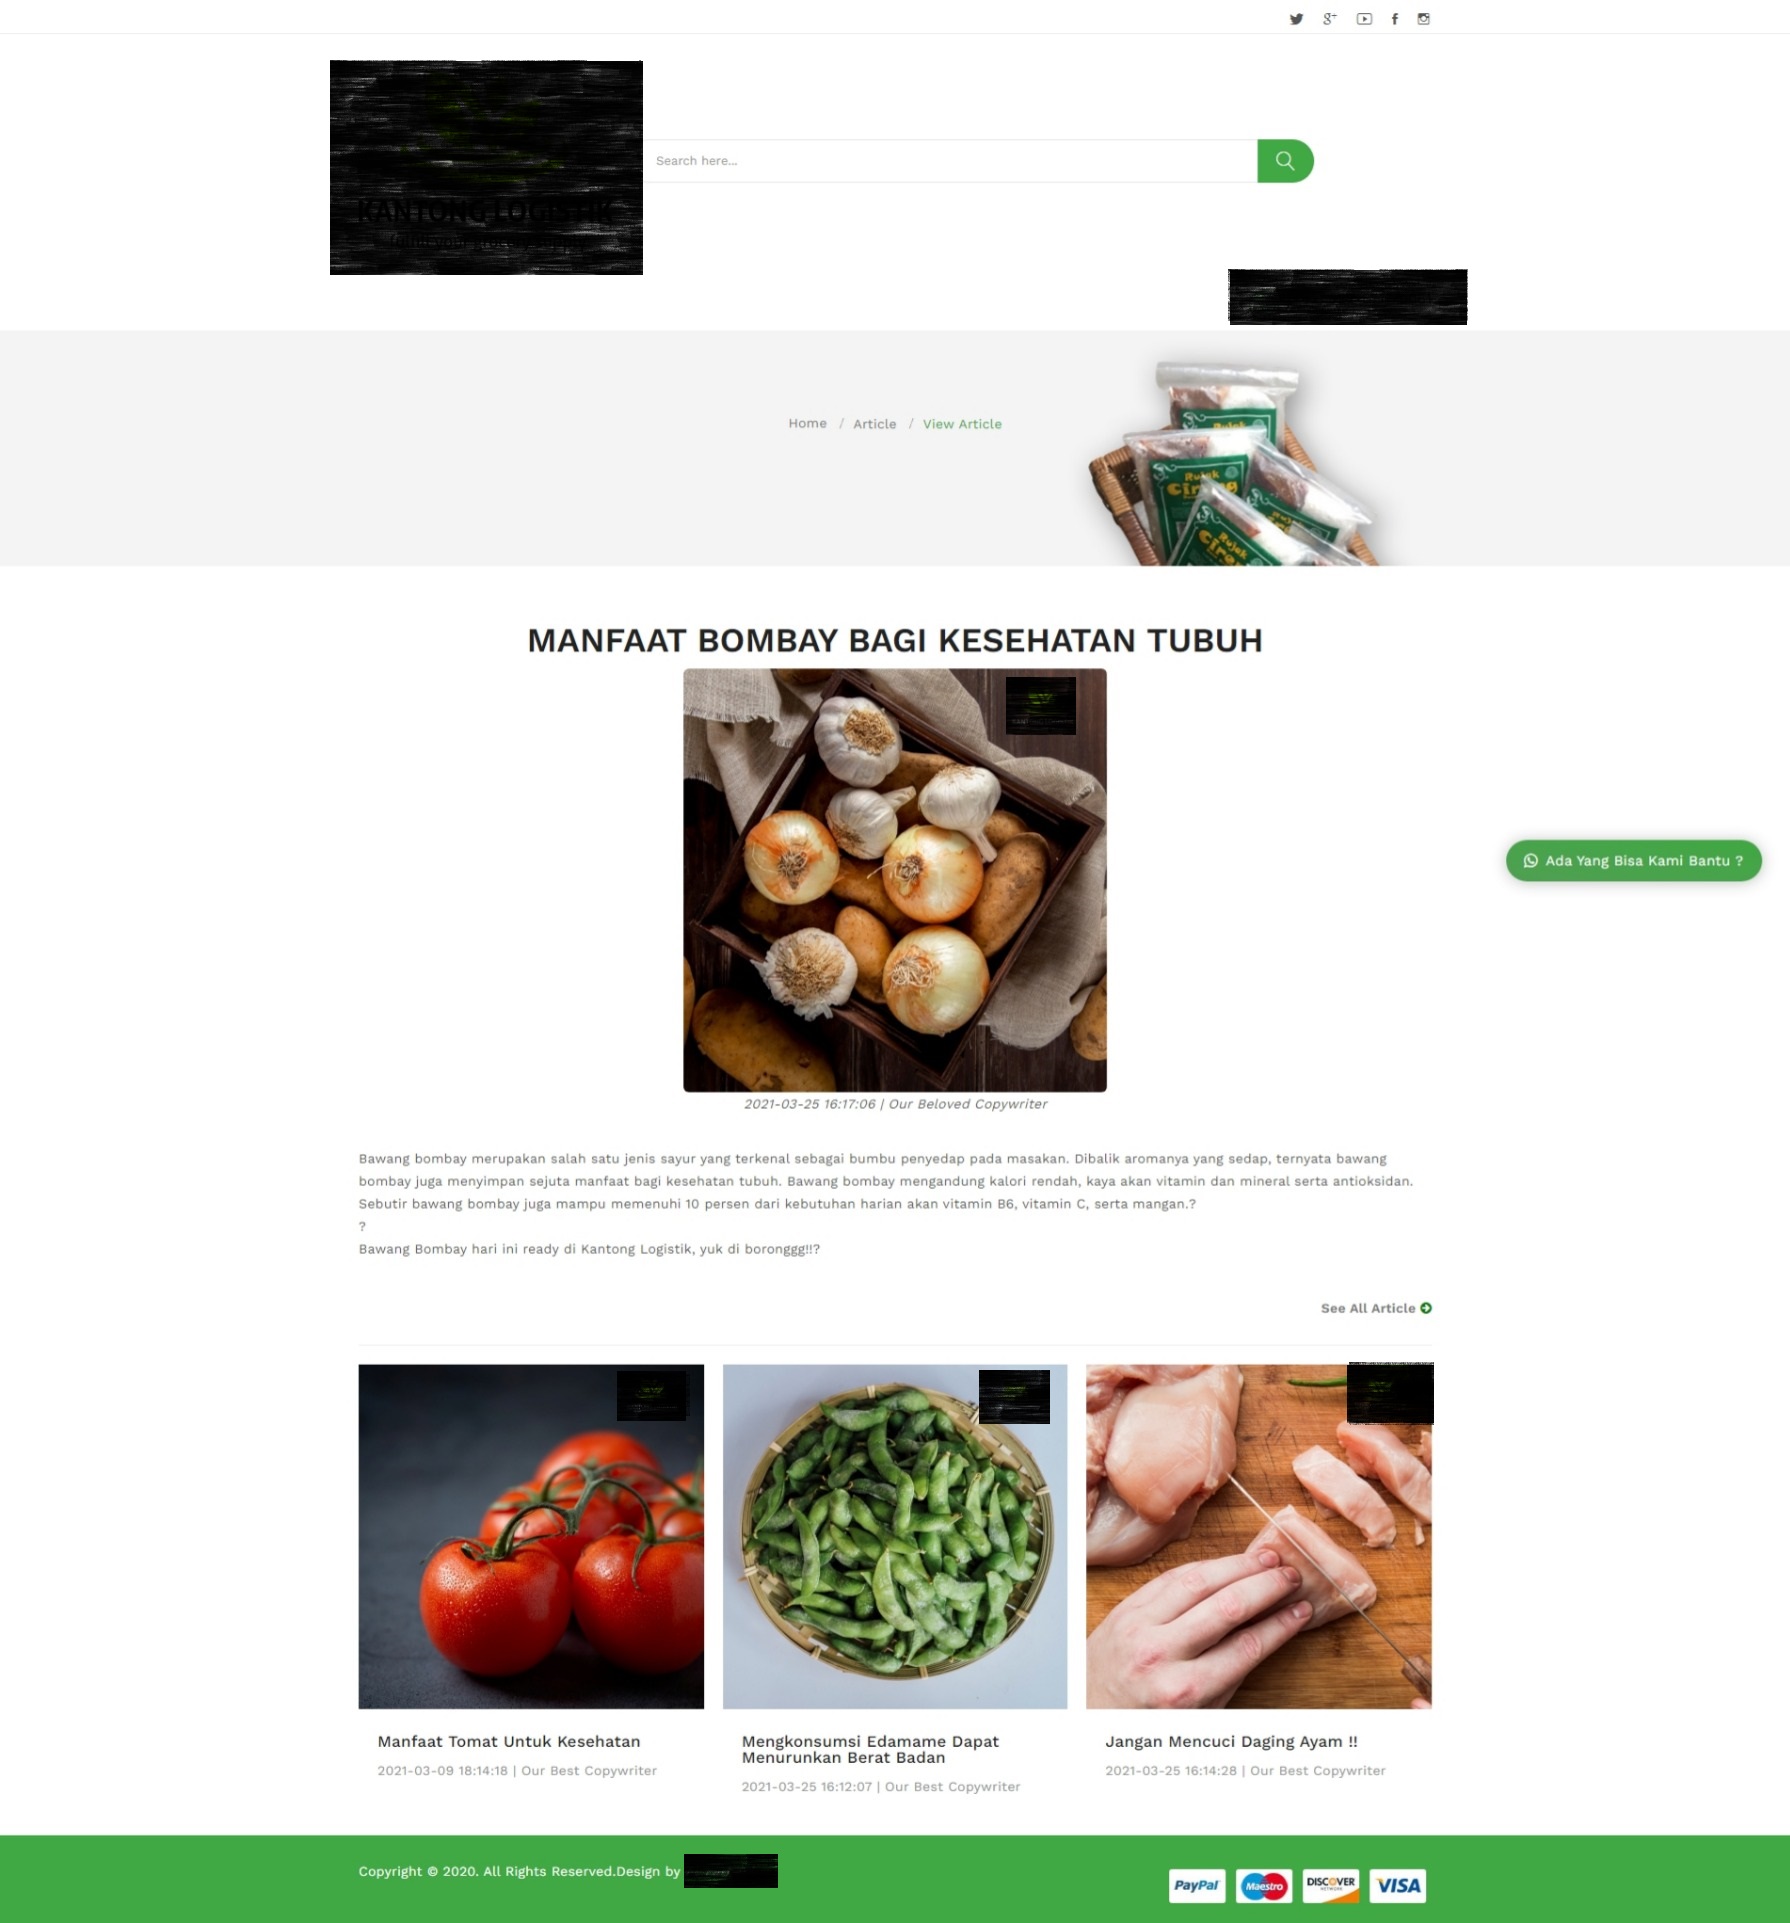 KANTONG LOGISTIK
Search here...
Home / Article / View Article
Rujak
Rujak
Cireng
Rujak
MANFAAT BOMBAY BAGI KESEHATAN TUBUH
Ada Yang Bisa Kami Bantu ?
2021-03-25 16:17:06 | Our Beloved Copywriter
Bawang bombay merupakan salah satu jenis sayur yang terkenal sebagai bumbu penyedap pada masakan. Dibalik aromanya yang sedap, ternyata bawang
bombay juga menyimpan sejuta manfaat bagi kesehatan tubuh. Bawang bombay mengandung kalori rendah, kaya akan vitamin dan mineral serta antioksidan.
Sebutir bawang bombay juga mampu memenuhi 10 persen dari kebutuhan harian akan vitamin B6, vitamin C, serta mangan.?
?
Bawang Bombay hari ini ready di Kantong Logistik, yuk di boronggg!!?
See All Article
Manfaat Tomat Untuk Kesehatan
2021-03-09 18:14:18 | Our Best Copywriter
Mengkonsumsi Edamame Dapat
Menurunkan Berat Badan
2021-03-25 16:12:07 | Our Best Copywriter
Jangan Mencuci Daging Ayam !!
2021-03-25 16:14:28 | Our Best Copywriter
Copyright © 2020. All Rights Reserved.Design by
PayPal Maestro DISCOVER NETWORK VISA